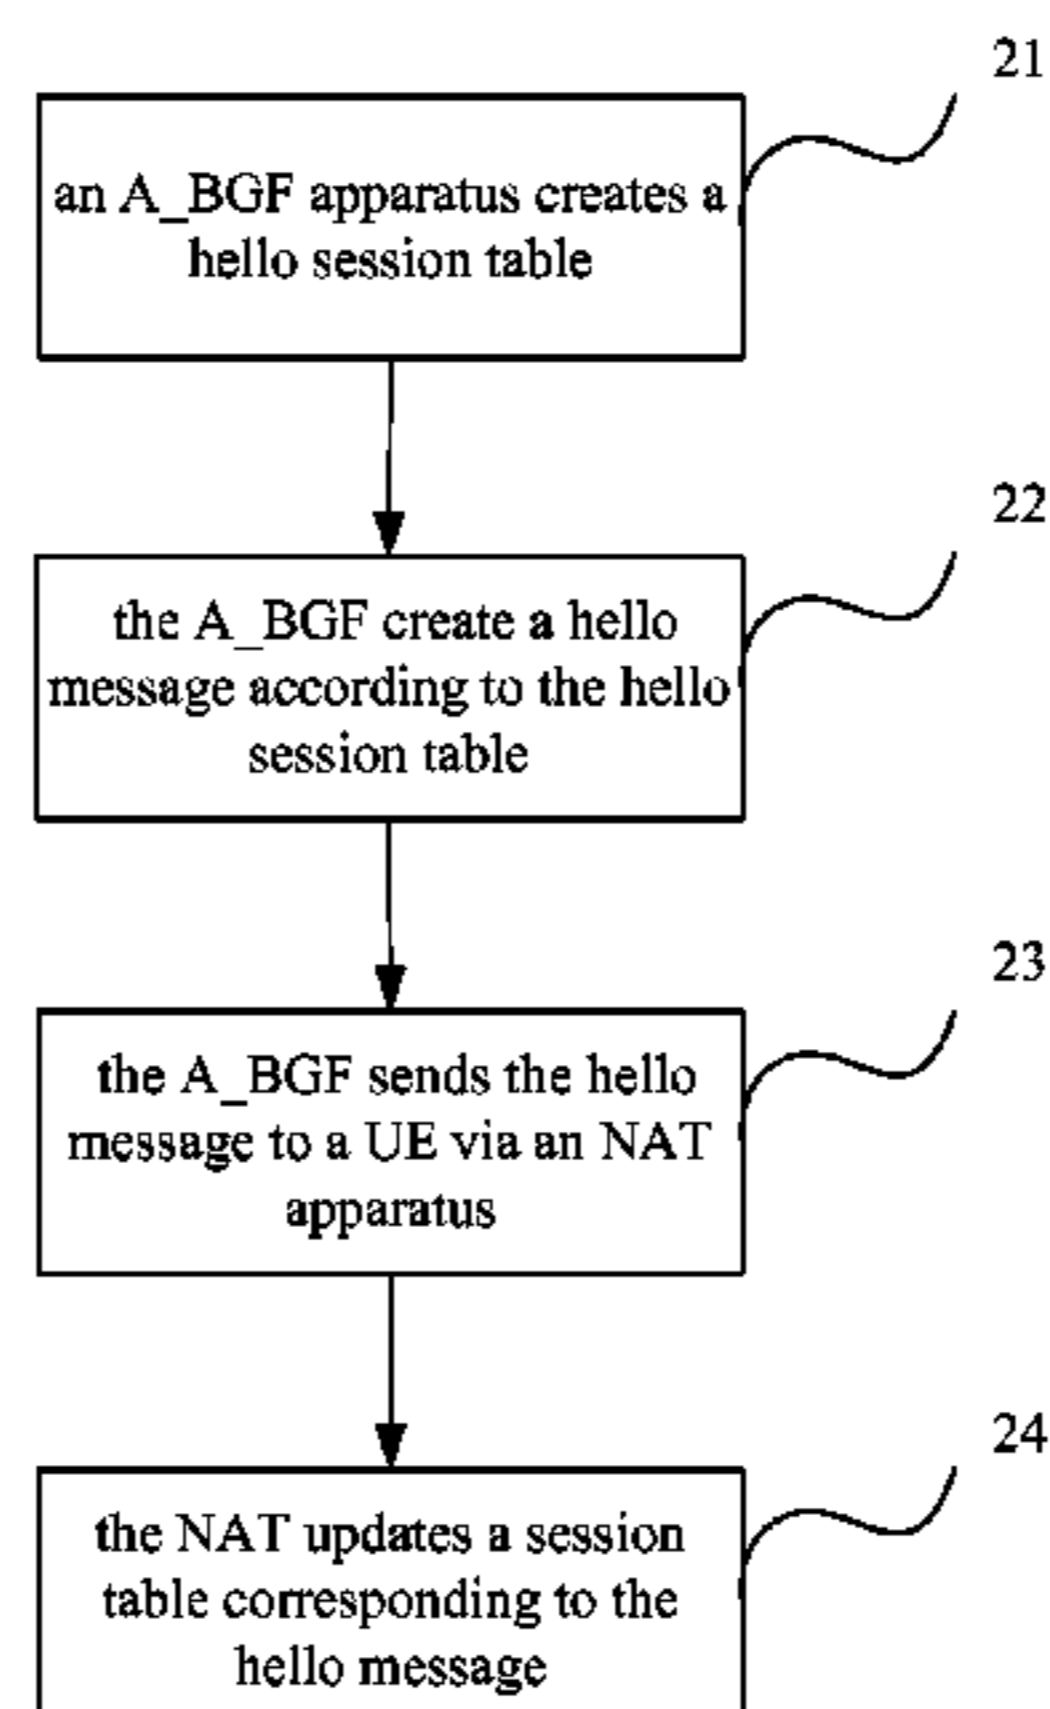 21
an A_BGF apparatus creates a
hello session table
22
the A_BGF create a hello
message according to the hello
session table
23
the A_BGF sends the hello
message to a UE via an NAT
apparatus
24
the NAT updates a session
table corresponding to the
hello message